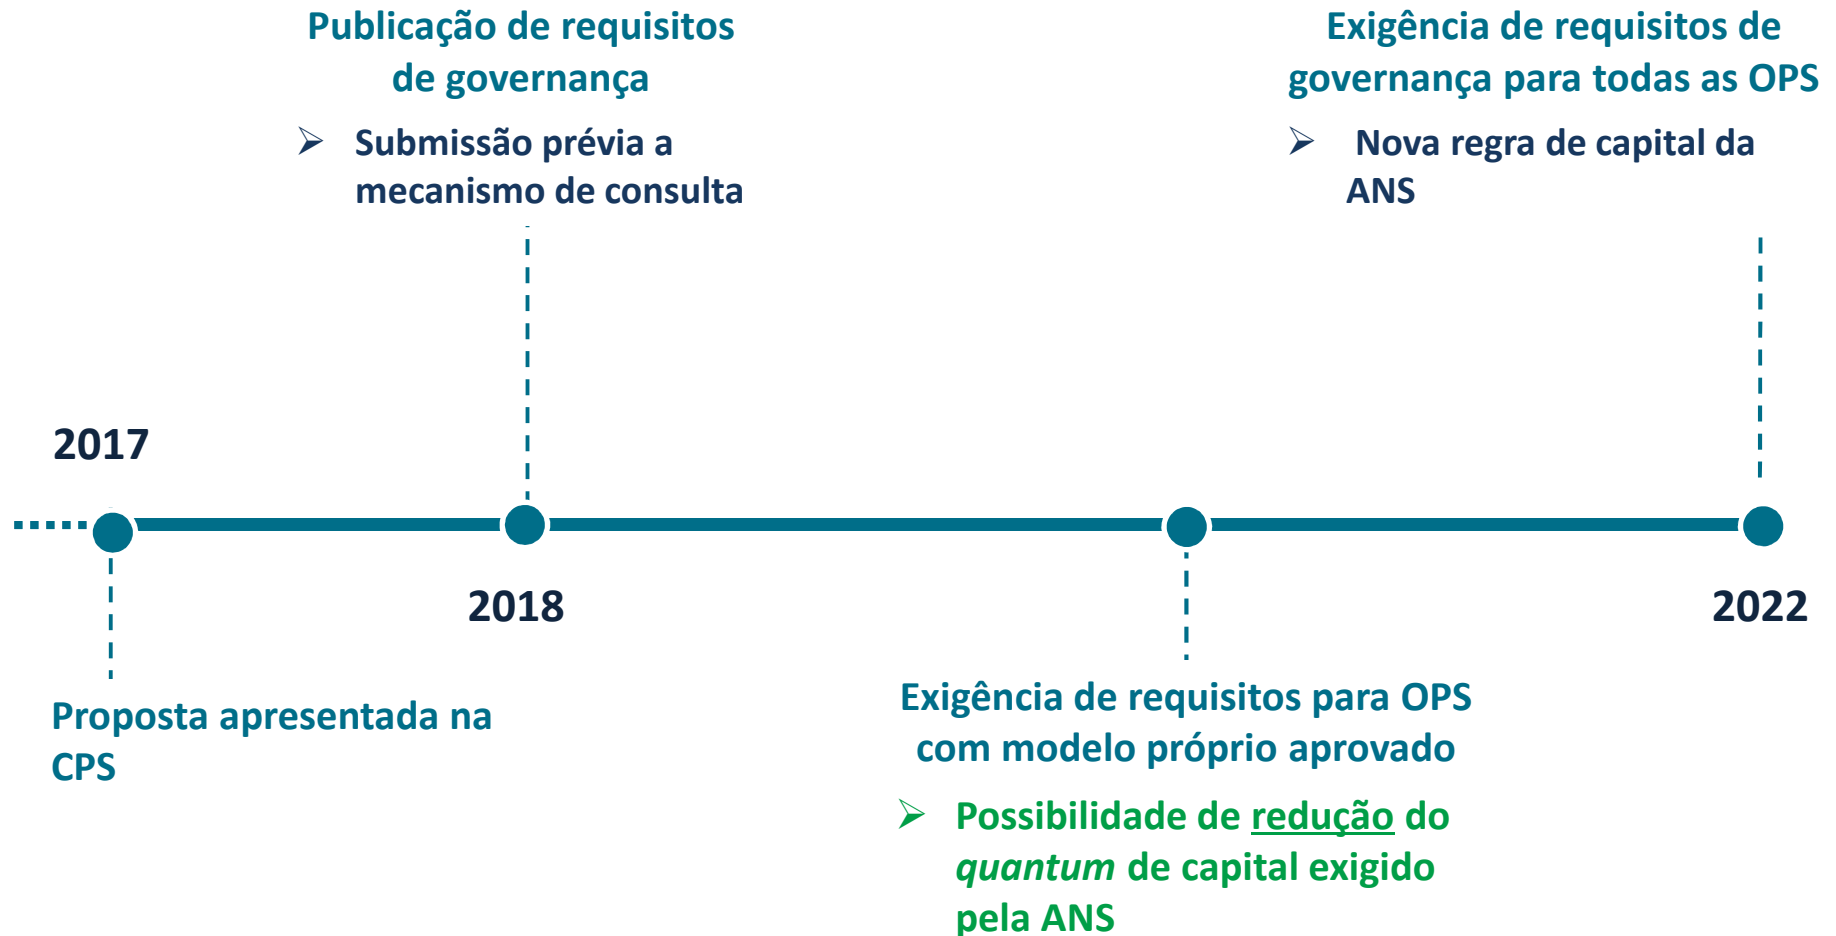 Publicação de requisitos
de governança
➢ Submissão prévia a
mecanismo de consulta
Exigência de requisitos de
governança para todas as OPS
➢ Nova regra de capital da
ANS
2017
2018
2022
Proposta apresentada na
CPS
Exigência de requisitos para OPS
com modelo próprio aprovado
➢ Possibilidade de redução do
quantum de capital exigido
pela ANS